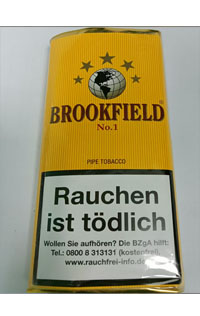 BROOKFIELD
No.1
PIPE TOBACCO
Rauchen
ist tödlich
Wollen Sie aufhören? Die BZgA hilft:
Tel.: 0800 8 313131 (kostenfrei),
www.rauchfrei-info.de